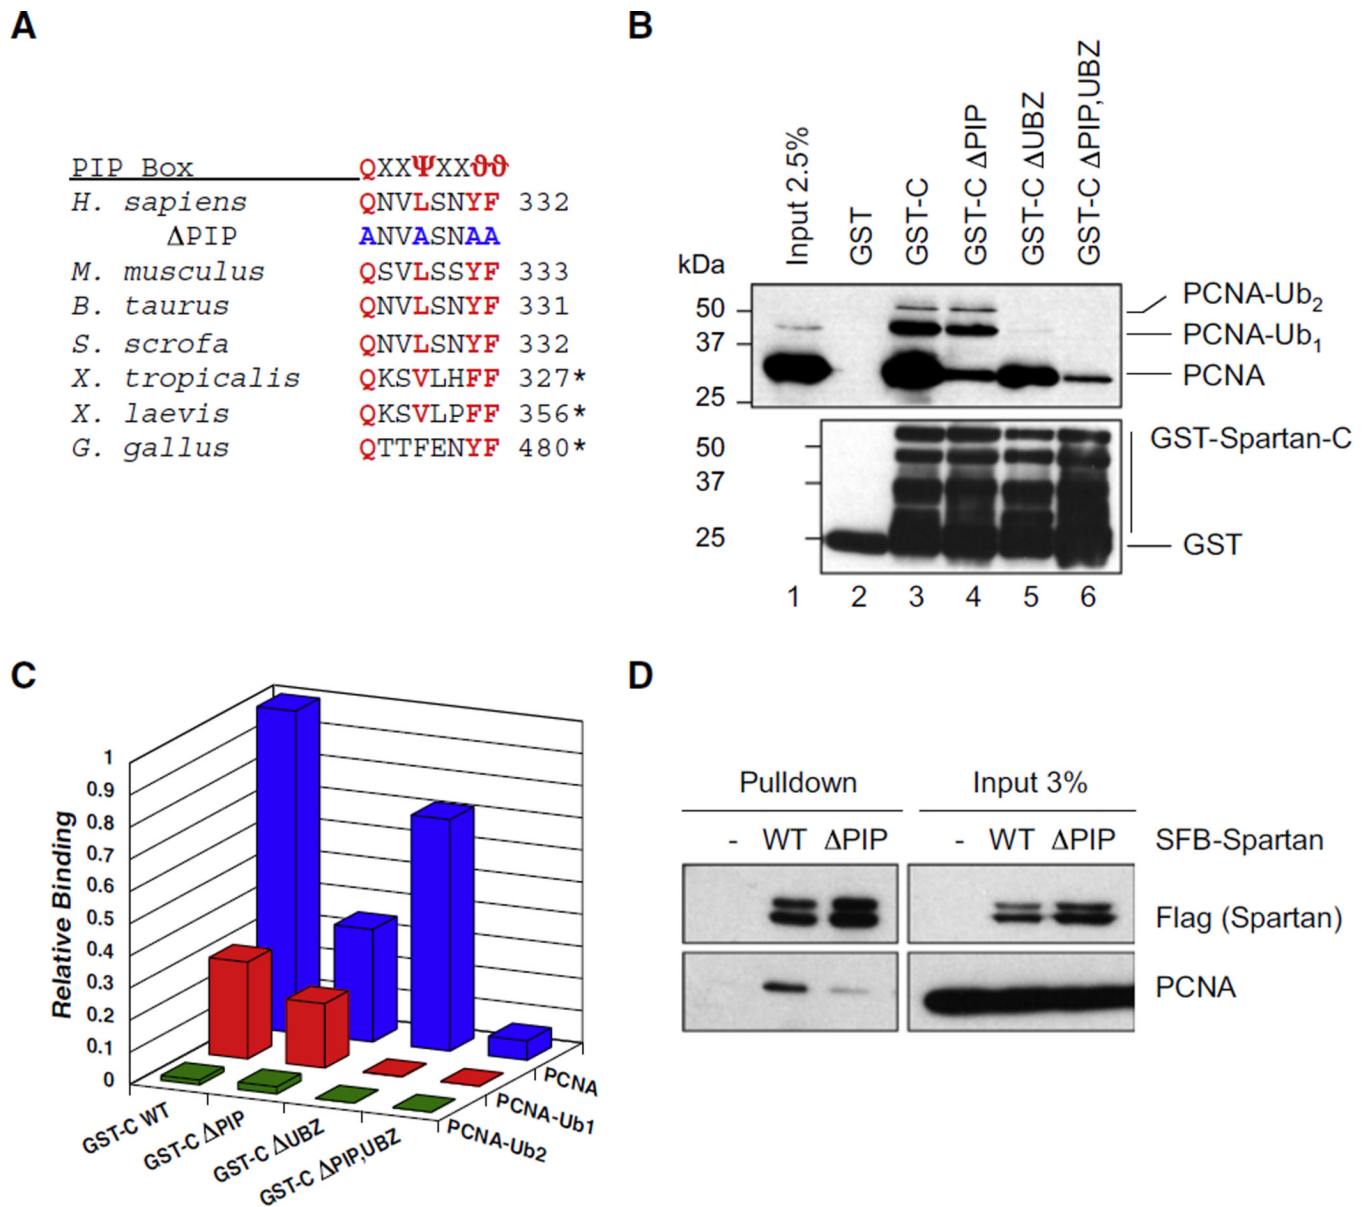 A
PIP Box QXXΨXXϑϑ
H. sapiens QNVLSNYF 332
ΔPIP ANVASNAA
M. musculus QSVLSSYF 333
B. taurus QNVLSNYF 331
S. scrofa QNVLSNYF 332
X. tropicalis QKSVLHFF 327*
X. laevis QKSVLPFF 356*
G. gallus QTTFENYF 480*
B
Input 2.5%
GST
GST-C
GST-C ΔPIP
GST-C ΔUBZ
GST-C ΔPIP,UBZ
kDa
50
37
25
PCNA-Ub2
PCNA-Ub1
PCNA
50
37
25
GST-Spartan-C
GST
1 2 3 4 5 6
C
Relative Binding
1
0.9
0.8
0.7
0.6
0.5
0.4
0.3
0.2
0.1
0
GST-C WT
GST-C ΔPIP
GST-C ΔUBZ
GST-C ΔPIP,UBZ
PCNA
PCNA-Ub1
PCNA-Ub2
D
Pulldown Input 3%
- WT ΔPIP - WT ΔPIP SFB-Spartan
Flag (Spartan)
PCNA